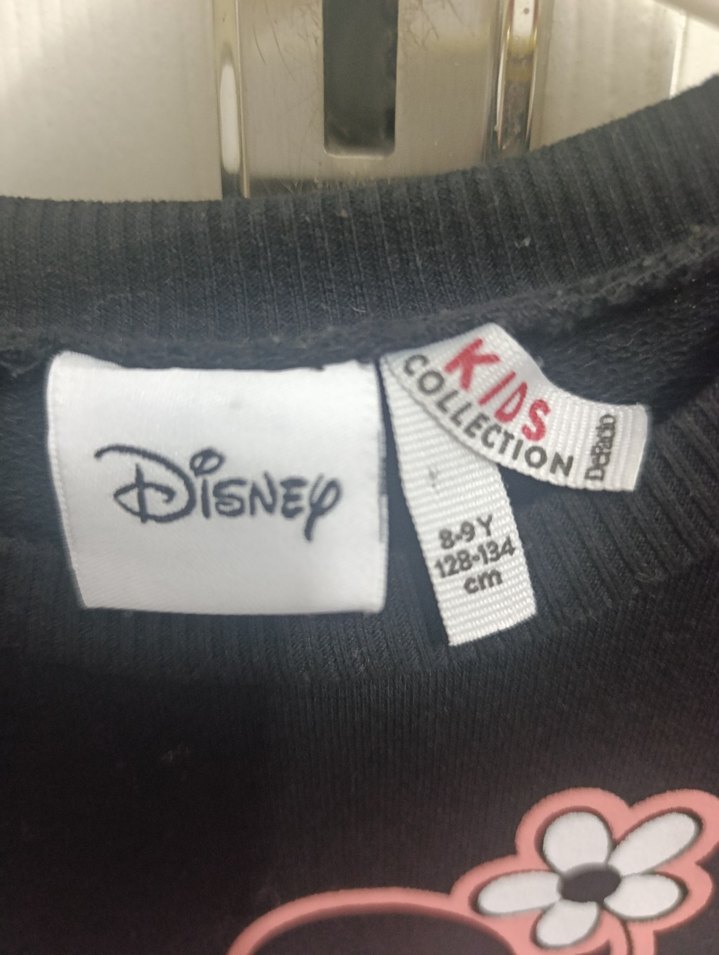 Disney
KIDS
COLLECTION
DeFacto
8-9 Y
128-134
cm